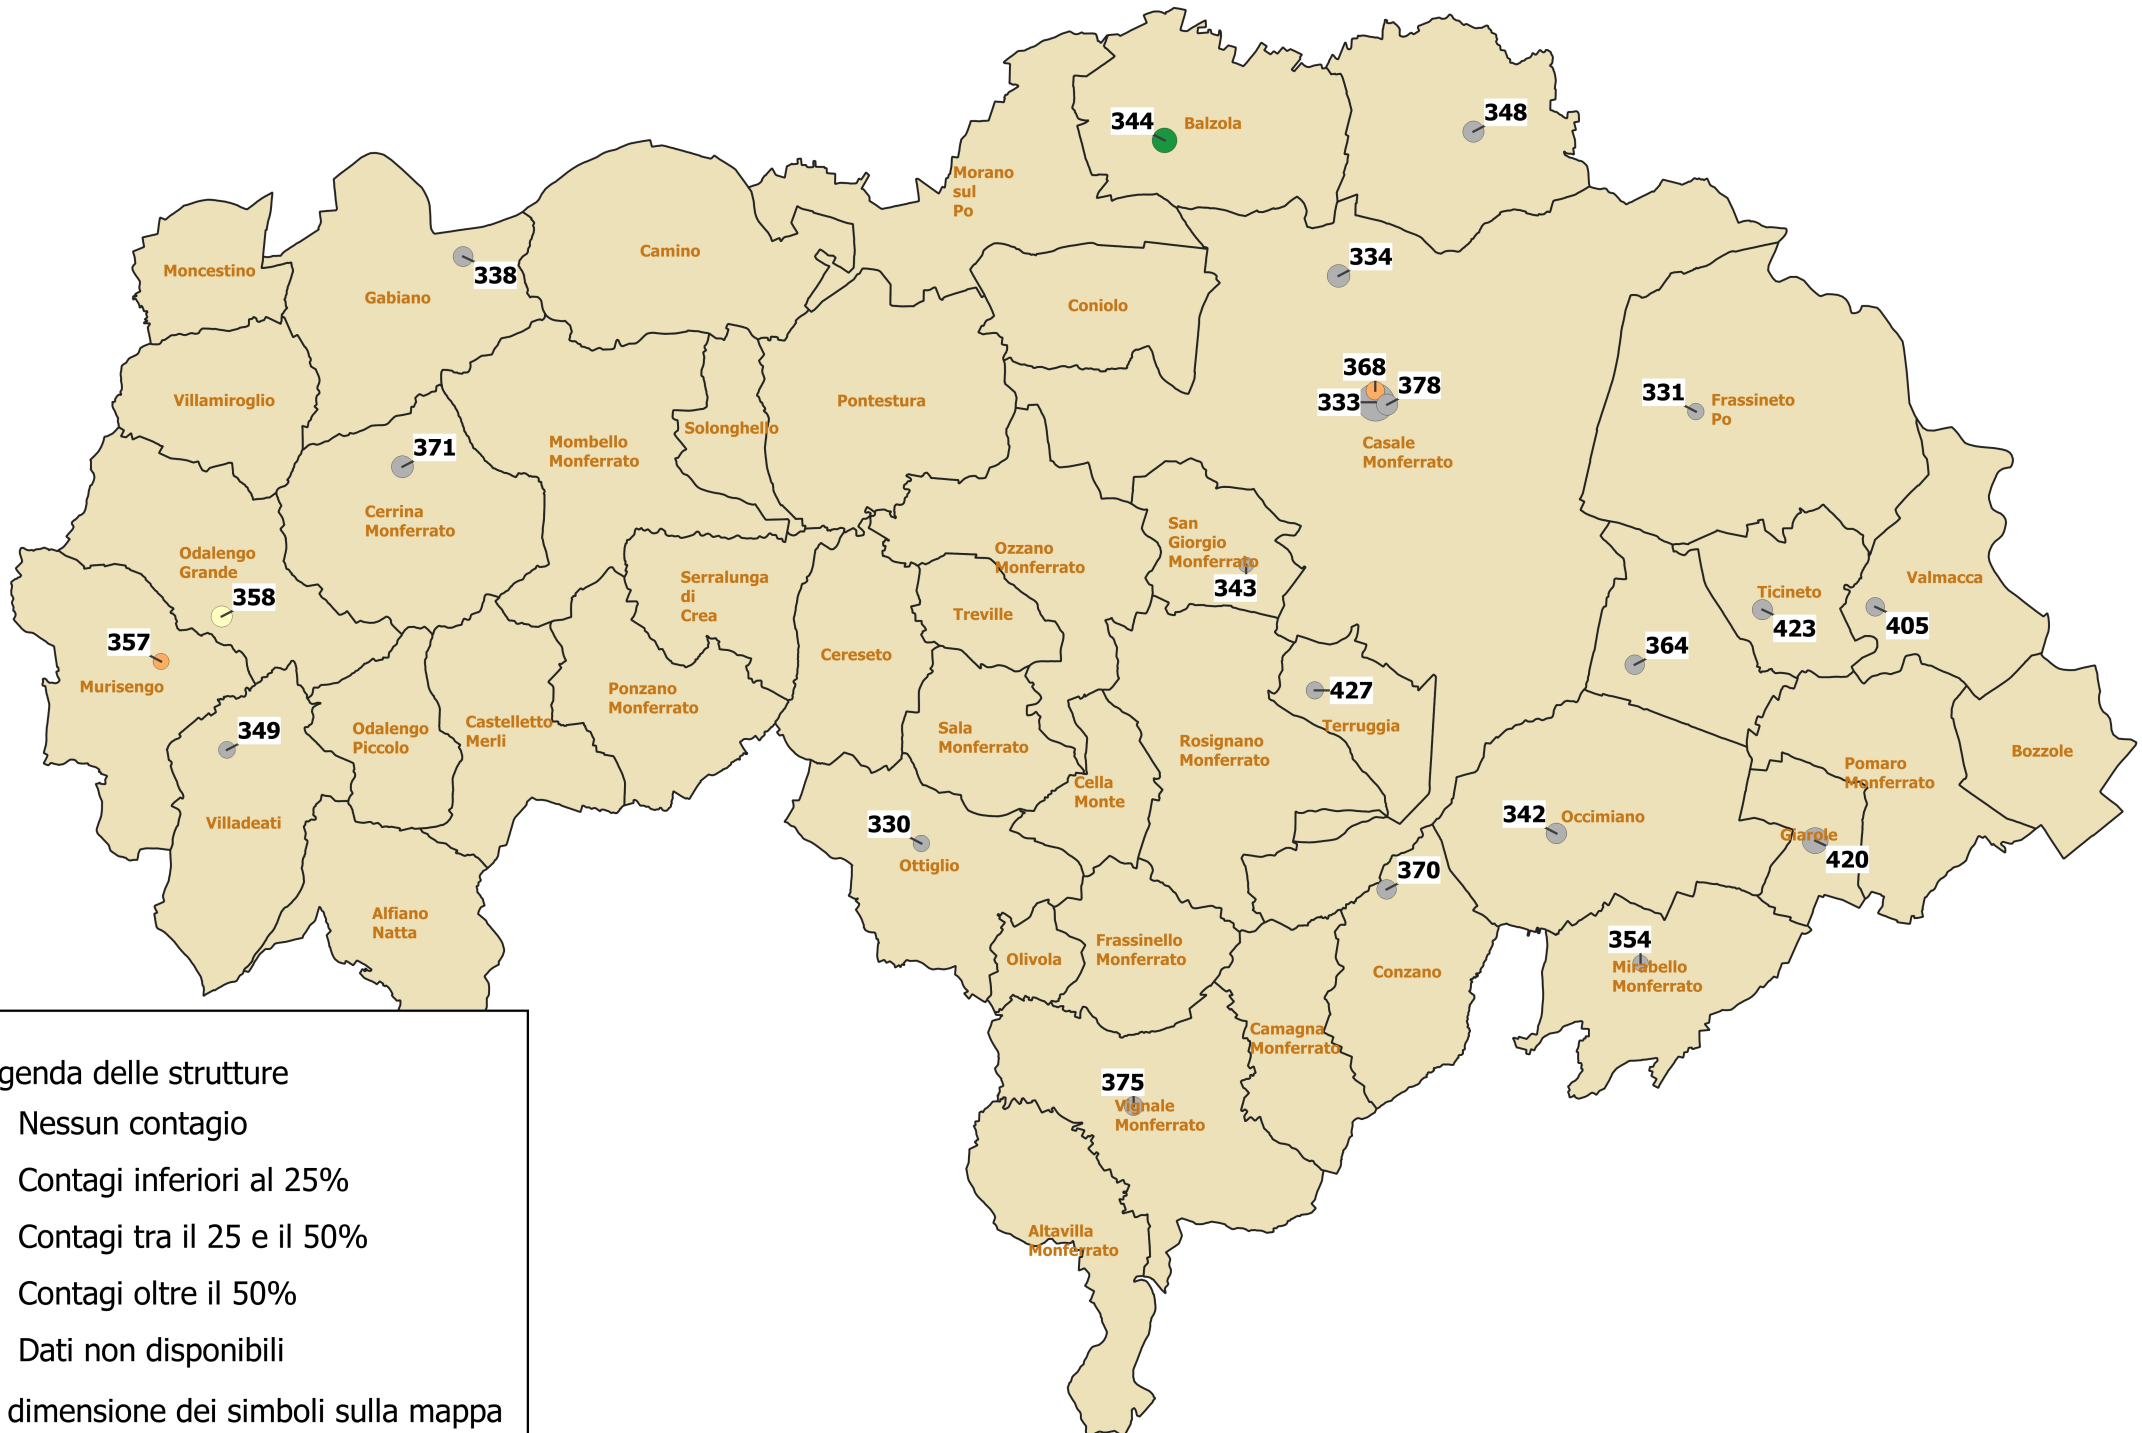 344
Balzola
348
Morano
sul
Po
334
Moncestino
338
Gabiano
Camino
Coniolo
368
378
333
Casale
Monferrato
331
Frassineto
Po
Villamiroglio
371
Cerrina
Monferrato
Mombello
Monferrato
Solonghello
Pontestura
San
Giorgio
Monferrato
343
Odalengo
Grande
358
Ozzano
Monferrato
Serralunga
di
Crea
Treville
Ticineto
423
Valmacca
405
357
Murisengo
Cereseto
364
427
Terruggia
Ponzano
Monferrato
349
Odalengo
Piccolo
Castelletto
Merli
Sala
Monferrato
Rosignano
Monferrato
Cella
Monte
Pomaro
Monferrato
Bozzole
Villadeati
330
Ottiglio
342
Occimiano
Giarole
420
370
Alfiano
Natta
Olivola
Frassinello
Monferrato
Conzano
354
Mirabello
Monferrato
Camagna
Monferrato
375
Vignale
Monferrato
Altavilla
Monferrato
genda delle strutture
Nessun contagio
Contagi inferiori al 25%
Contagi tra il 25 e il 50%
Contagi oltre il 50%
Dati non disponibili
dimensione dei simboli sulla mappa